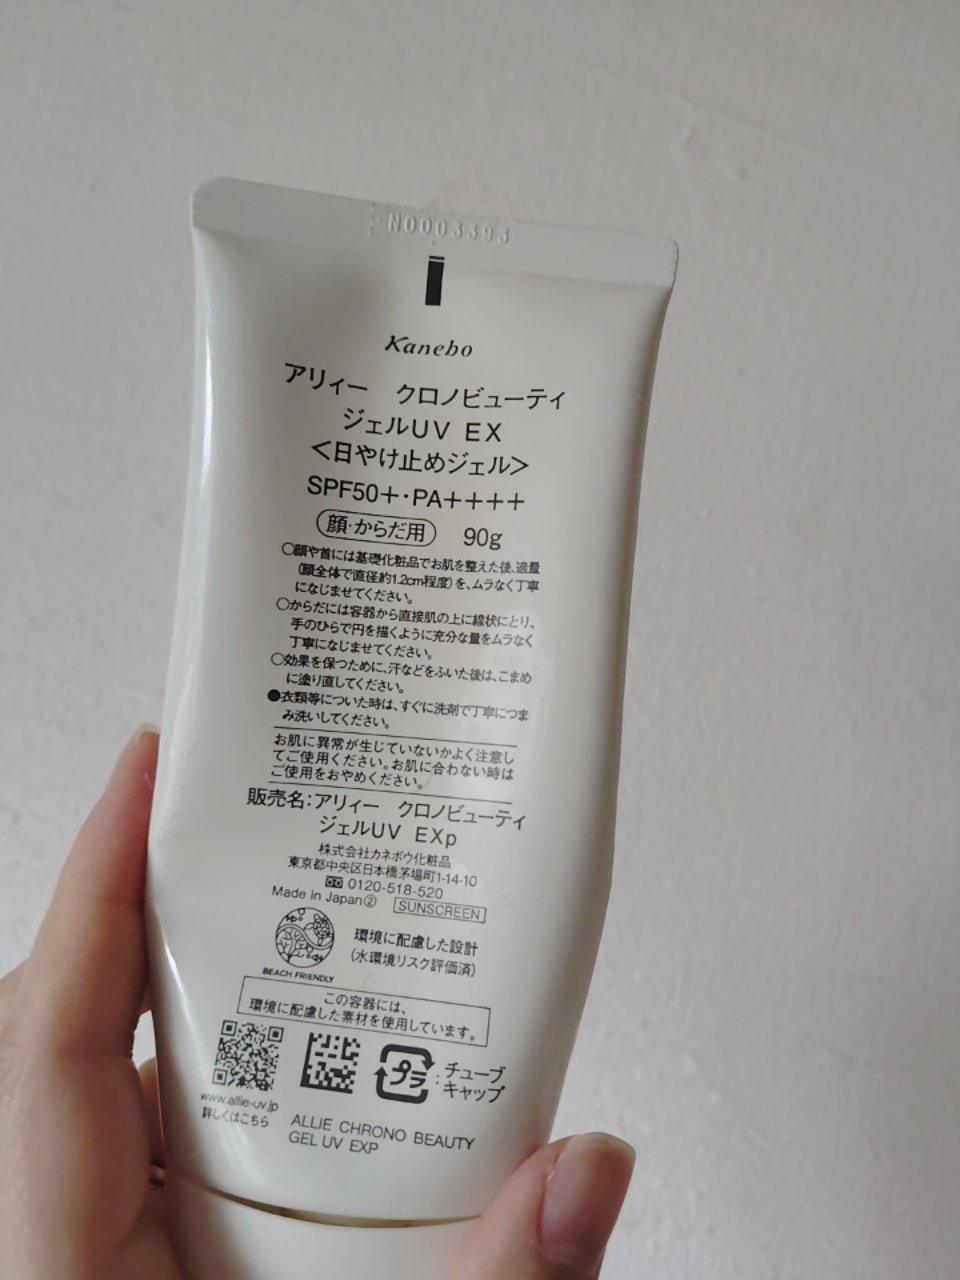 N0003393
Kanebo
アリィー クロノビューティ
ジェルUV EX
<日やけ止めジェル>
SPF50+・PA++++
顔・からだ用 90g
○顔や首には基礎化粧品でお肌を整えた後、適量
(顔全体で直径約1.2cm程度)を、ムラなく丁寧
になじませてください。
○からだには容器から直接肌の上に線状にとり、
手のひらで円を描くように充分な量をムラなく
丁寧になじませてください。
○効果を保つために、汗などをふいた後は、こまめ
に塗り直してください。
●衣類等についた時は、すぐに洗剤で丁寧につま
み洗いしてください。
お肌に異常が生じていないかよく注意し
てご使用ください。お肌に合わない時は
ご使用をおやめください。
販売名:アリィー クロノビューティ
ジェルUV EXp
株式会社カネボウ化粧品
東京都中央区日本橋茅場町1-14-10
0120-518-520
Made in Japan② SUNSCREEN
環境に配慮した設計
(水環境リスク評価済)
BEACH FRIENDLY
この容器には、
環境に配慮した素材を使用しています。
プラ :チューブ
キャップ
www.allie-uv.jp
詳しくはこちら
ALLIE CHRONO BEAUTY
GEL UV EXP